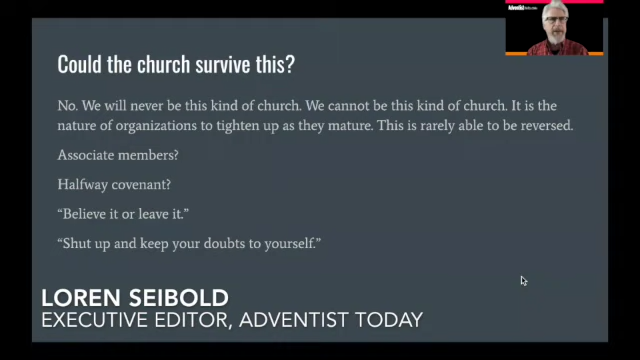 Could the church survive this?
No. We will never be this kind of church. We cannot be this kind of church. It is the
nature of organizations to tighten up as they mature. This is rarely able to be reversed.
Associate members?
Halfway covenant?
“Believe it or leave it.”
“Shut up and keep your doubts to yourself.”
LOREN SEIBOLD
EXECUTIVE EDITOR, ADVENTIST TODAY